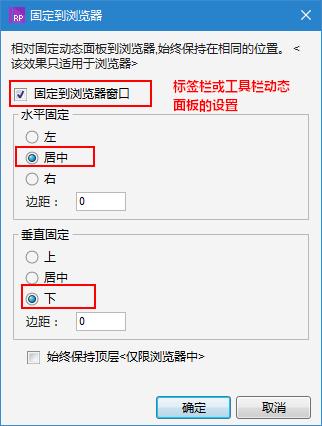 RP 固定到浏览器
相对固定动态面板到浏览器,始终保持在相同的位置。 <
该效果只适用于浏览器>
固定到浏览器窗口
标签栏或工具栏动态
面板的设置
水平固定
左
居中
右
边距： 0
垂直固定
上
居中
下
边距： 0
始终保持顶层<仅限浏览器中>
确定 取消